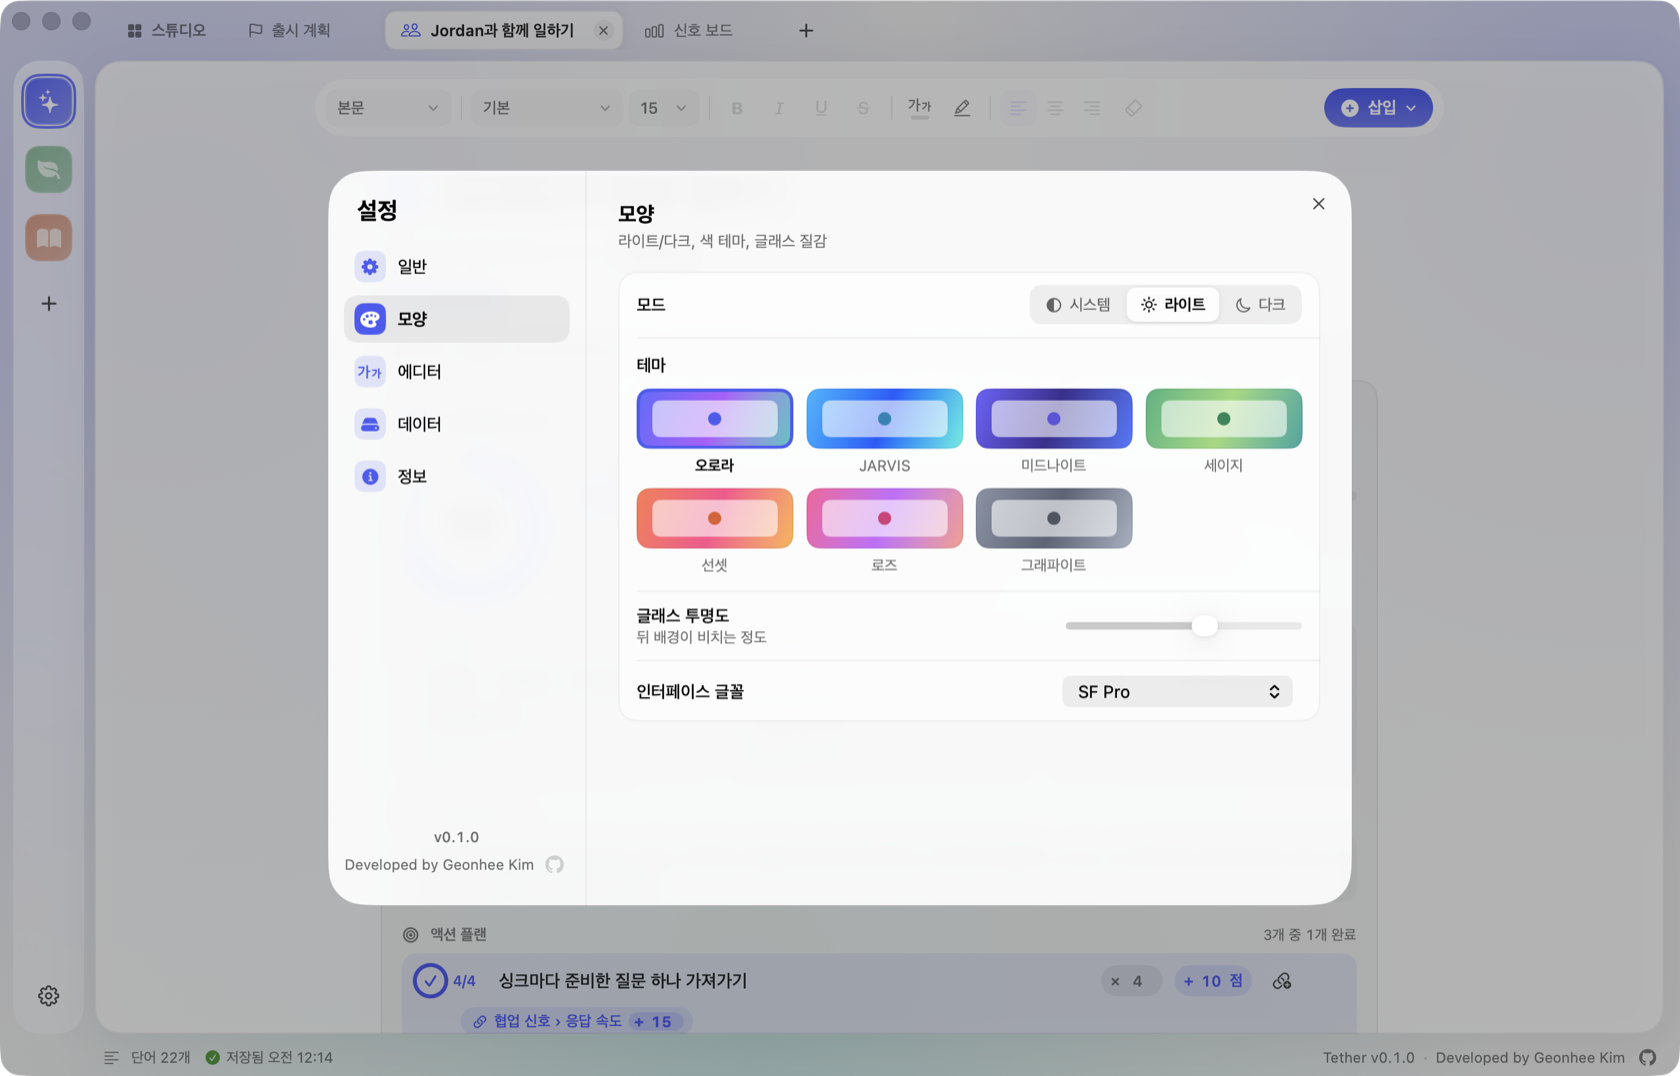 스튜디오
출시 계획
Jordan과 함께 일하기
신호 보드
본문
기본
15
B
I
U
S
가가
삽입
설정
일반
모양
가가 에디터
데이터
정보
v0.1.0
Developed by Geonhee Kim
모양
라이트/다크, 색 테마, 글래스 질감
모드
시스템
라이트
다크
테마
오로라
JARVIS
미드나이트
세이지
선셋
로즈
그래파이트
글래스 투명도
뒤 배경이 비치는 정도
인터페이스 글꼴
SF Pro
액션 플랜
3개 중 1개 완료
4/4
싱크마다 준비한 질문 하나 가져가기
× 4
+ 10 점
협업 신호 › 응답 속도 + 15
단어 22개
저장됨 오전 12:14
Tether v0.1.0 · Developed by Geonhee Kim